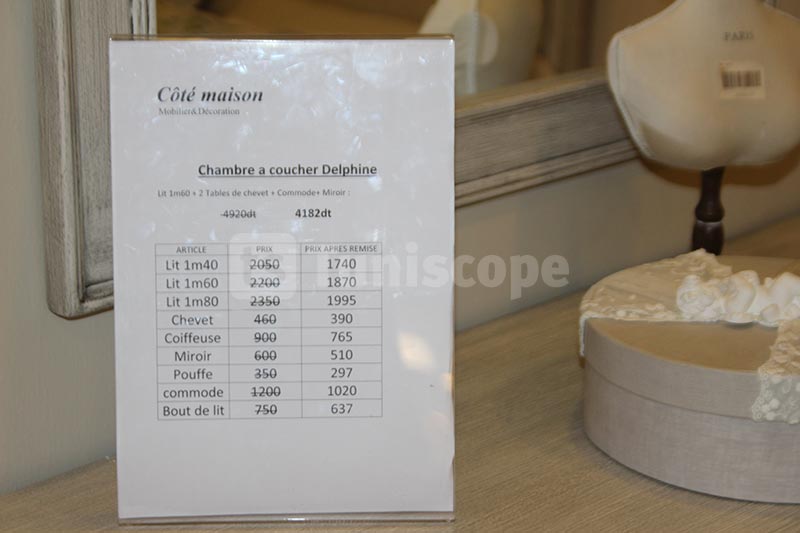 Côté maison
Mobilier&Décoration
Chambre a coucher Delphine
Lit 1m60 + 2 Tables de chevet + Commode+ Miroir :
4920dt 4182dt
ARTICLE PRIX PRIX APRES REMISE
Lit 1m40 2050 1740
Lit 1m60 2200 1870
Lit 1m80 2350 1995
Chevet 460 390
Coiffeuse 900 765
Miroir 600 510
Pouffe 350 297
commode 1200 1020
Bout de lit 750 637
PARIS
tuniscope